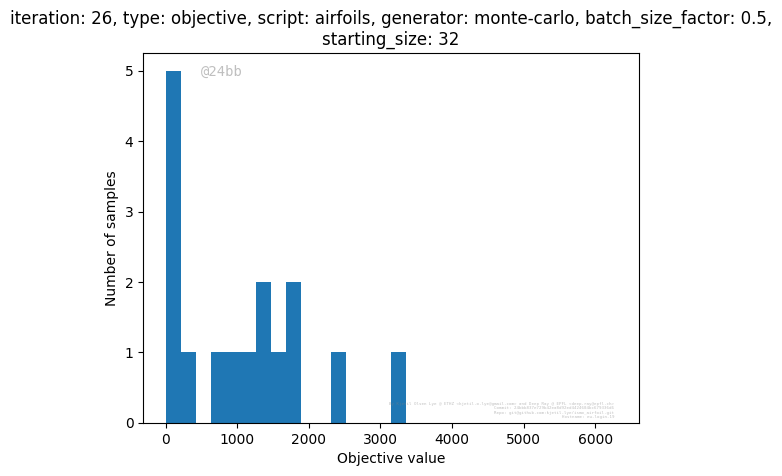 iteration: 26, type: objective, script: airfoils, generator: monte-carlo, batch_size_factor: 0.5,
starting_size: 32
@24bb
5
4
3
2
1
0
Number of samples
0 1000 2000 3000 4000 5000 6000
Objective value